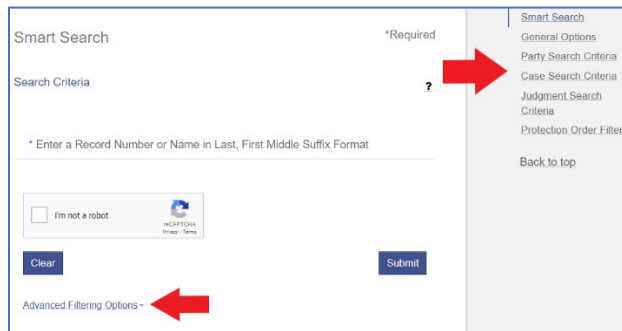 Smart Search
*Required
Search Criteria
?
* Enter a Record Number or Name in Last, First Middle Suffix Format
I'm not a robot
reCAPTCHA
Privacy - Terms
Clear
Submit
Advanced Filtering Options
Smart Search
General Options
Party Search Criteria
Case Search Criteria
Judgment Search
Criteria
Protection Order Filter
Back to top